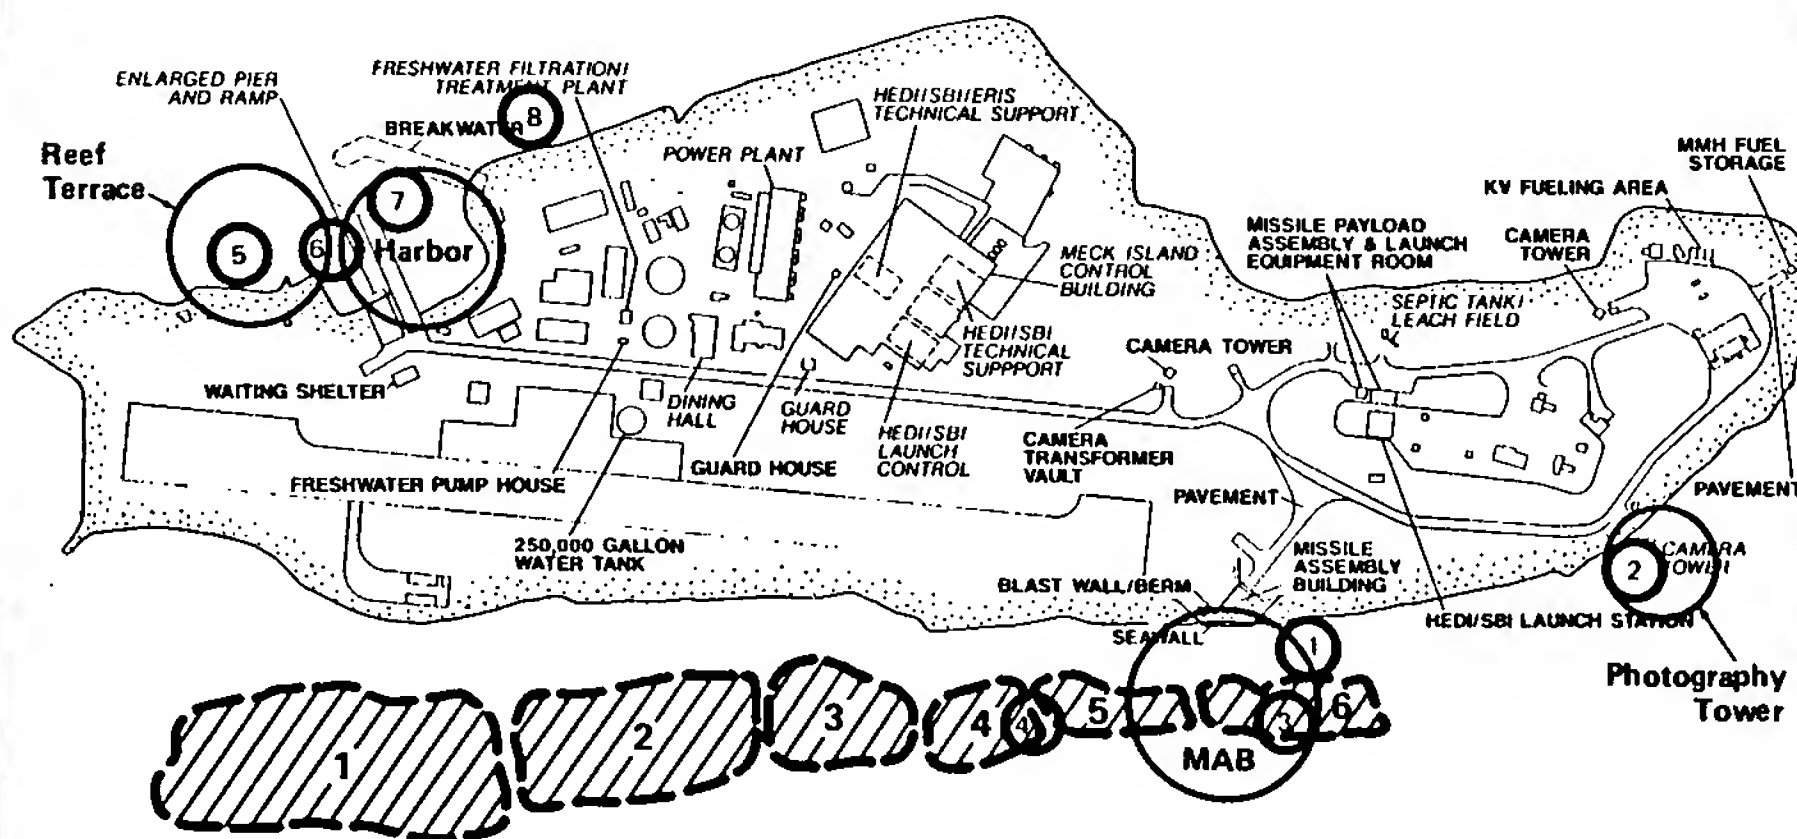 ENLARGED PIER
AND RAMP
FRESHWATER FILTRATION/
TREATMENT PLANT
8
BREAKWATER
HEDI/SBI/ERIS
TECHNICAL SUPPORT
POWER PLANT
Reef
Terrace
5
6
7
Harbor
MMH FUEL
STORAGE
KV FUELING AREA
CAMERA
TOWER
MISSILE PAYLOAD
ASSEMBLY & LAUNCH
EQUIPMENT ROOM
MECK ISLAND
CONTROL
BUILDING
SEPTIC TANK/
LEACH FIELD
HEDI/SBI
TECHNICAL
SUPPPORT
CAMERA TOWER
WAITING SHELTER
DINING
HALL
GUARD
HOUSE
HEDI/SBI
LAUNCH
CONTROL
GUARD HOUSE
CAMERA
TRANSFORMER
VAULT
FRESHWATER PUMP HOUSE
PAVEMENT
PAVEMENT
250,000 GALLON
WATER TANK
MISSILE
ASSEMBLY
BUILDING
BLAST WALL/BERM
SEAWALL
CAMERA
TOWER
2
HEDI/SBI LAUNCH STATION
Photography
Tower
1
1
2
3
4
4
5
3
6
MAB